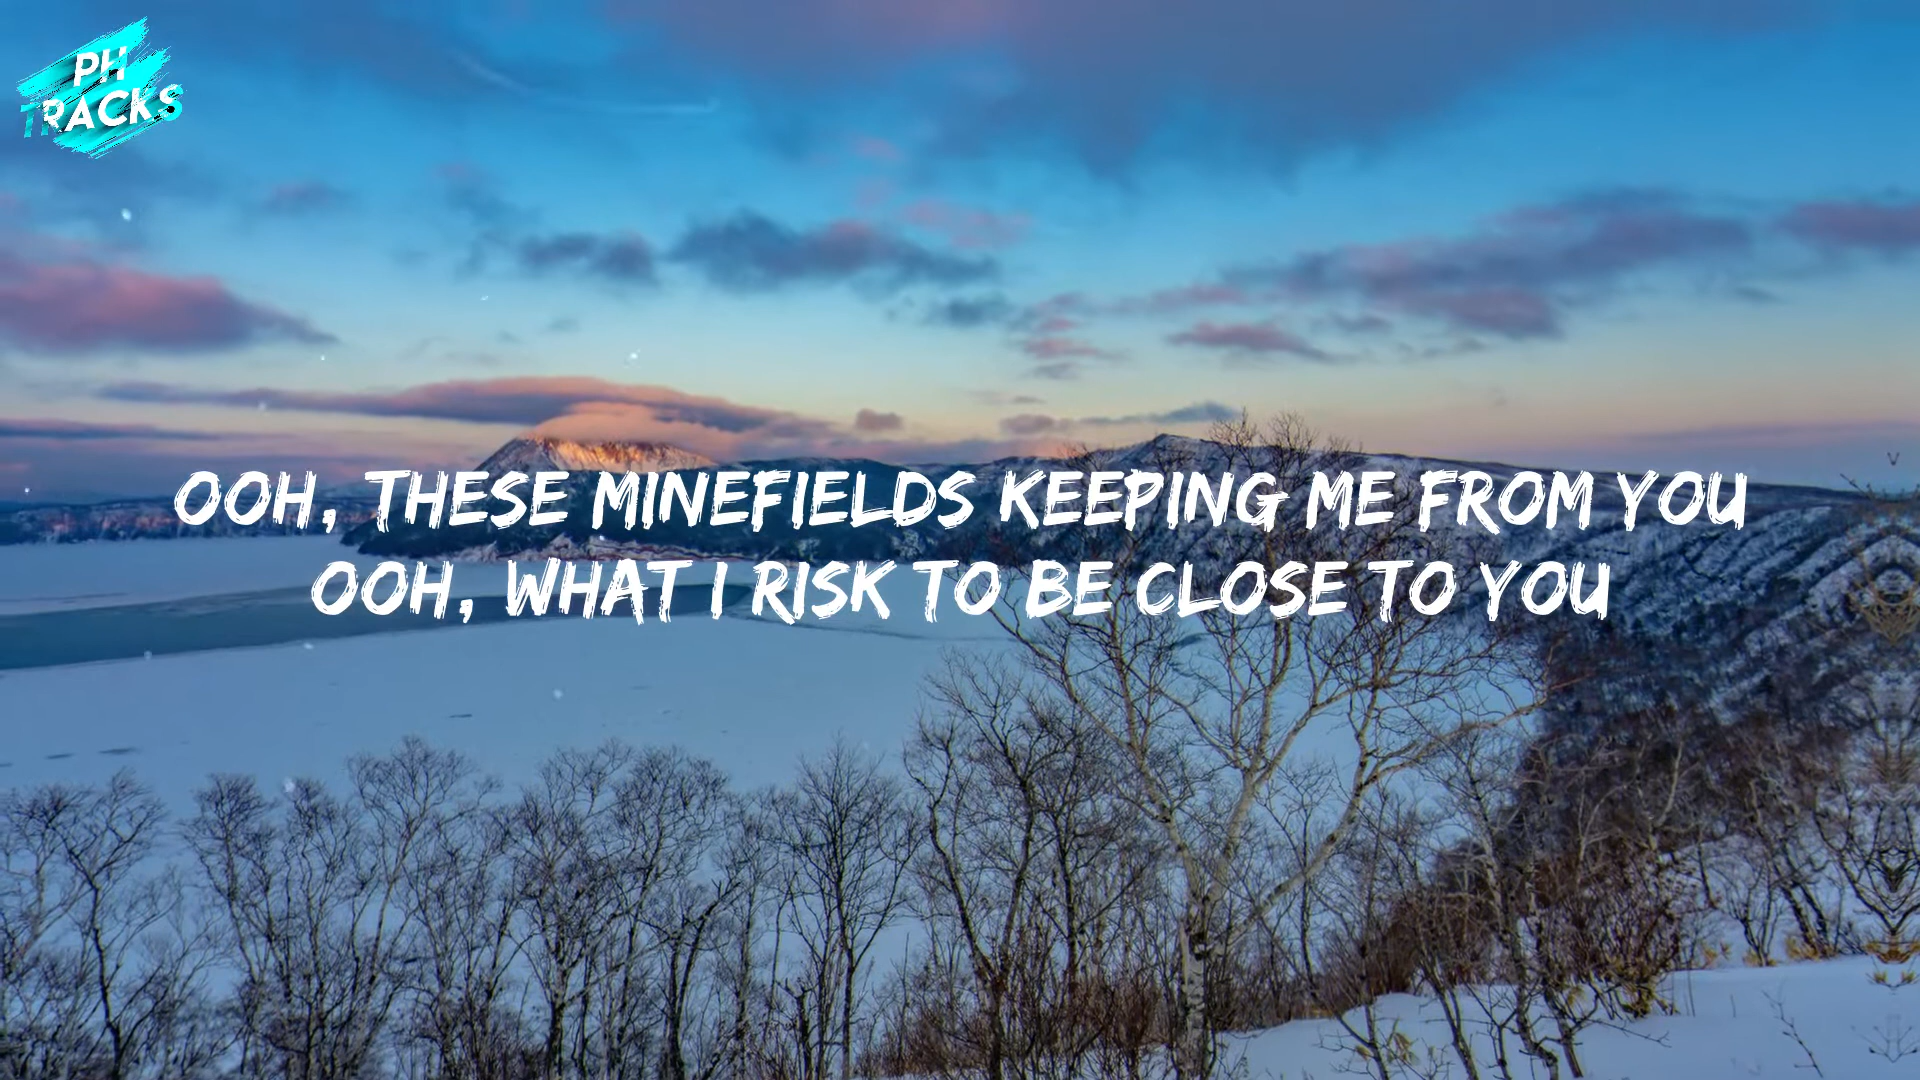 PH
TRACKS
OOH, THESE MINEFIELDS KEEPING ME FROM YOU
OOH, WHAT I RISK TO BE CLOSE TO YOU